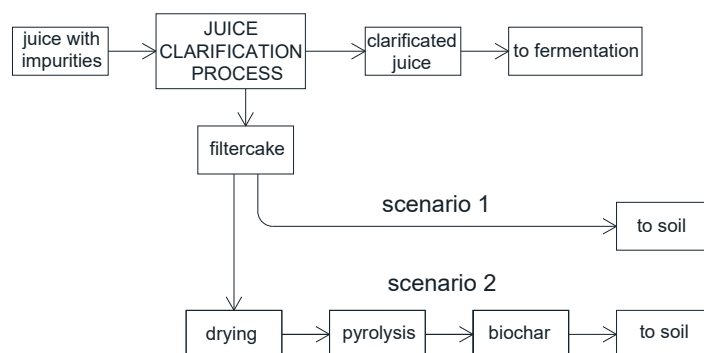 juice with
impurities
JUICE
CLARIFICATION
PROCESS
clarificated
juice
to fermentation
filtercake
scenario 1
to soil
scenario 2
drying
pyrolysis
biochar
to soil